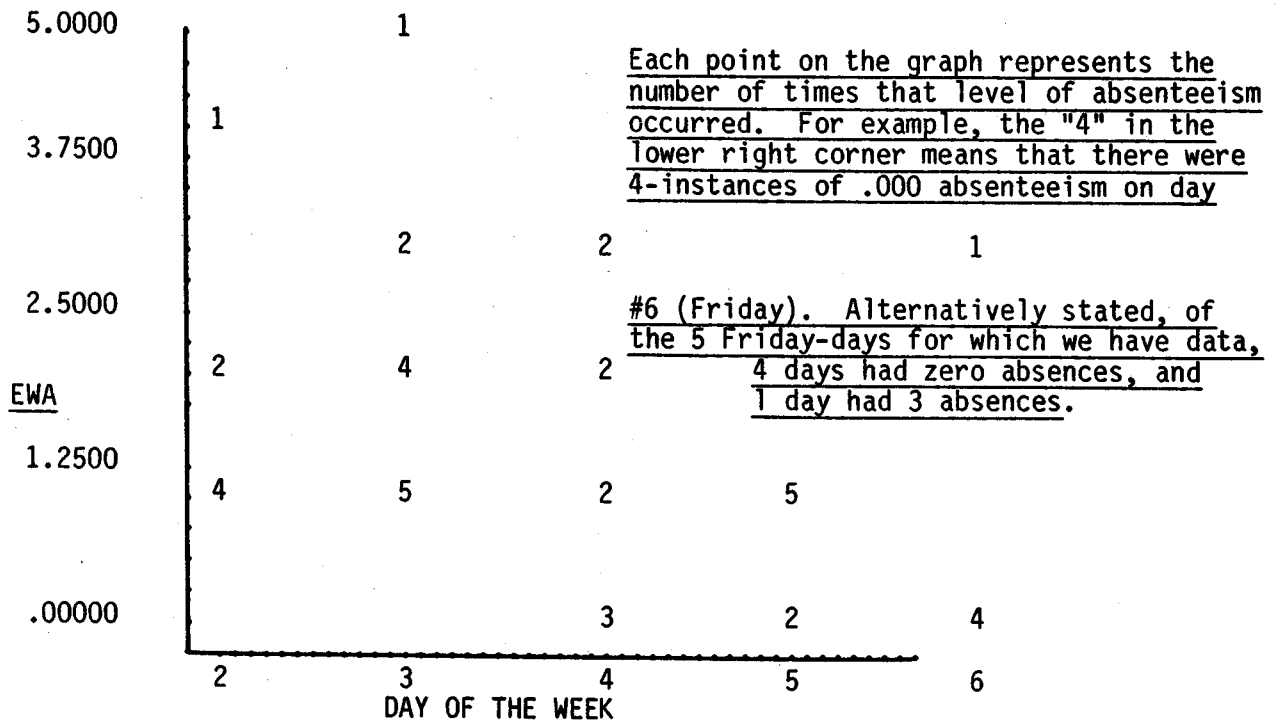 5.0000 1
Each point on the graph represents the
number of times that level of absenteeism
1
occurred. For example, the "4" in the
3.7500
lower right corner means that there were
4-instances of .000 absenteeism on day
2 2 1
2.5000
#6 (Friday). Alternatively stated, of
the 5 Friday-days for which we have data,
2 4 2 4 days had zero absences, and
EWA
1 day had 3 absences.
1.2500
4 5 2 5
.00000
3 2 4
2 3 4 5 6
DAY OF THE WEEK